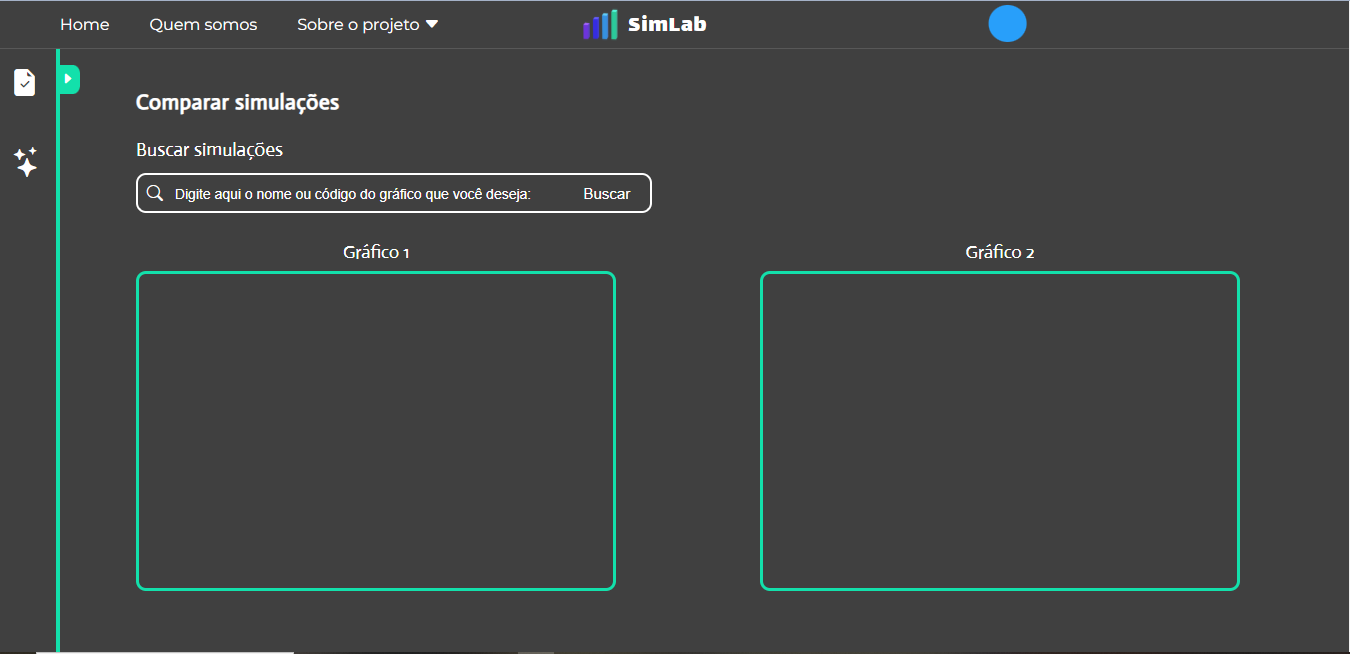 Home Quem somos Sobre o projeto SimLab
Comparar simulações
Buscar simulações
Digite aqui o nome ou código do gráfico que você deseja: Buscar
Gráfico 1 Gráfico 2